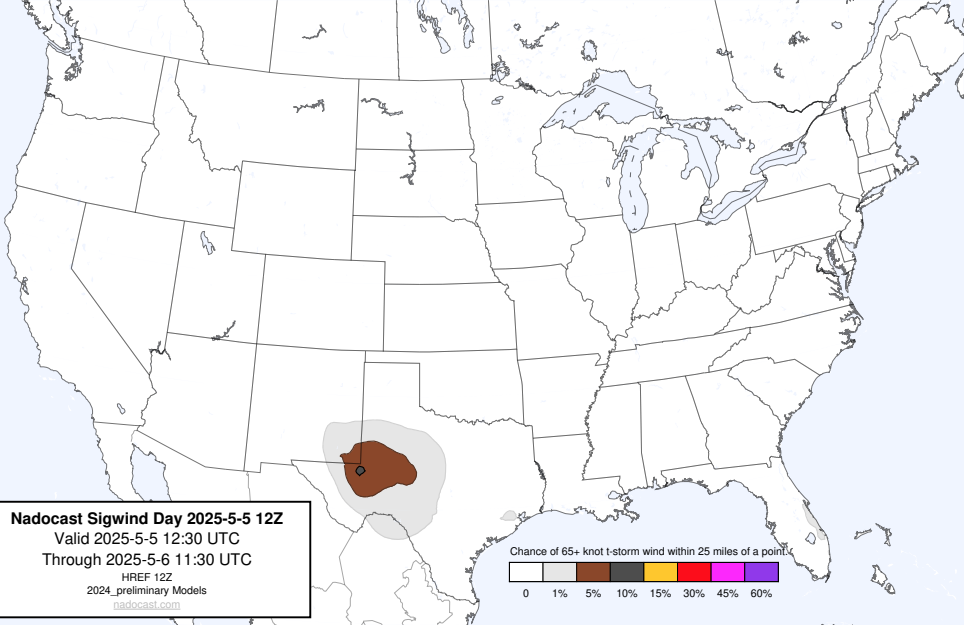 Nadocast Sigwind Day 2025-5-5 12Z
Valid 2025-5-5 12:30 UTC
Through 2025-5-6 11:30 UTC
HREF 12Z
2024_preliminary Models
nadocast.com
Chance of 65+ knot t-storm wind within 25 miles of a point.
0 1% 5% 10% 15% 30% 45% 60%